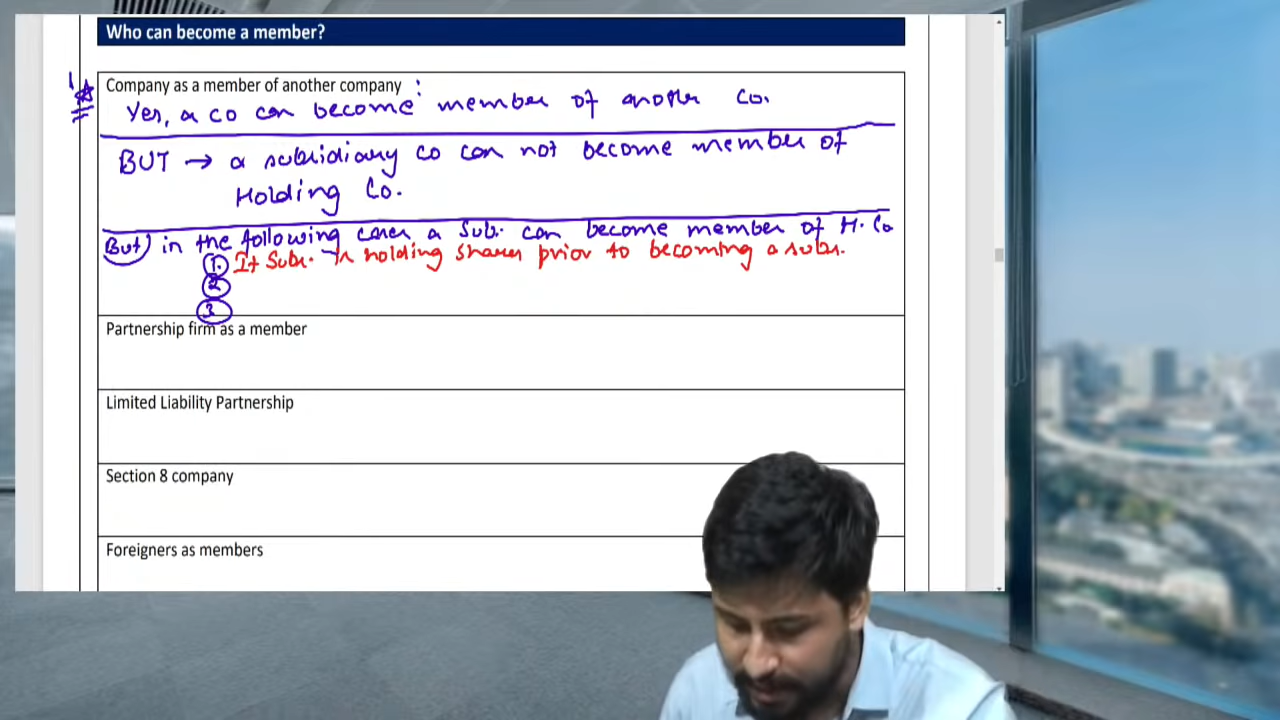 Who can become a member?
1
Company as a member of another company :
Yes, a co can become member of another Co.
BUT → a subsidiary co can not become member of
Holding Co.
But in the following cases a Sub. can become member of H. Co
1. If Subs. is holding shares prior to becoming a subs.
2
3
Partnership firm as a member
Limited Liability Partnership
Section 8 company
Foreigners as members